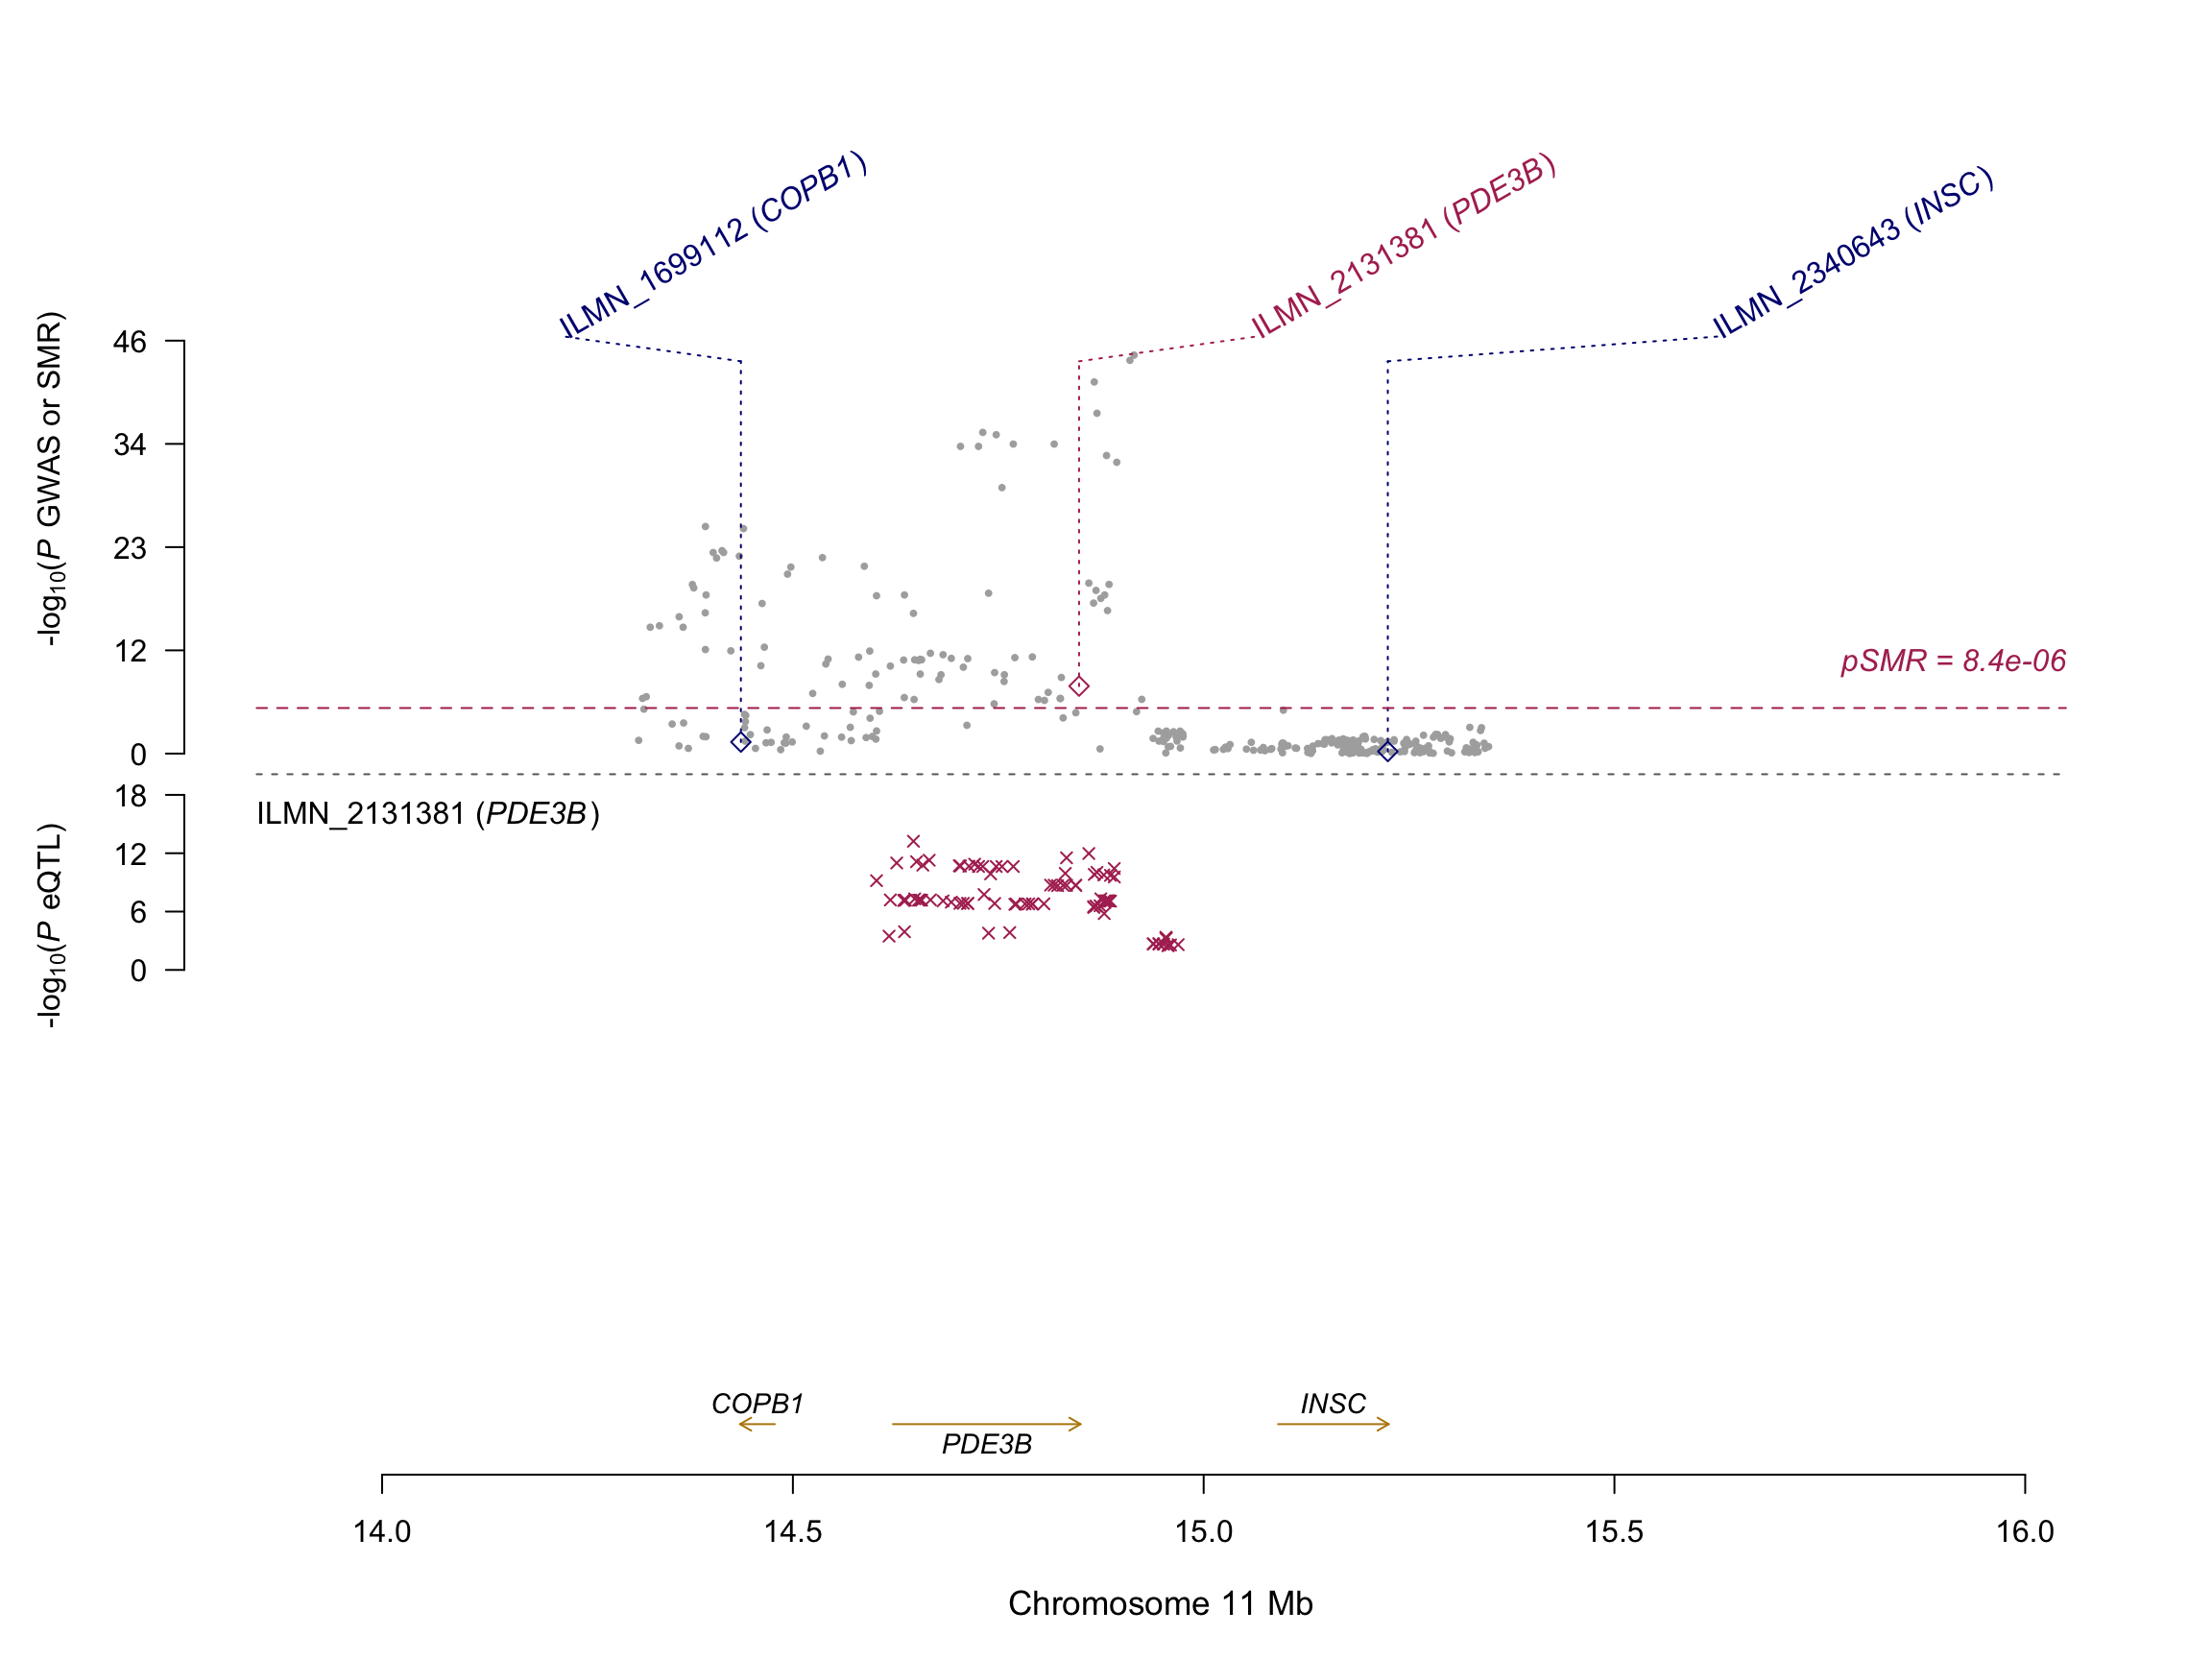 ILMN_1699112 (COPB1)
ILMN_2131381 (PDE3B)
ILMN_2340643 (INSC)
-log10(P GWAS or SMR)
46
34
23
12
0
pSMR = 8.4e-06
ILMN_2131381 (PDE3B)
-log10(P eQTL)
18
12
6
0
COPB1
PDE3B
INSC
14.0 14.5 15.0 15.5 16.0
Chromosome 11 Mb